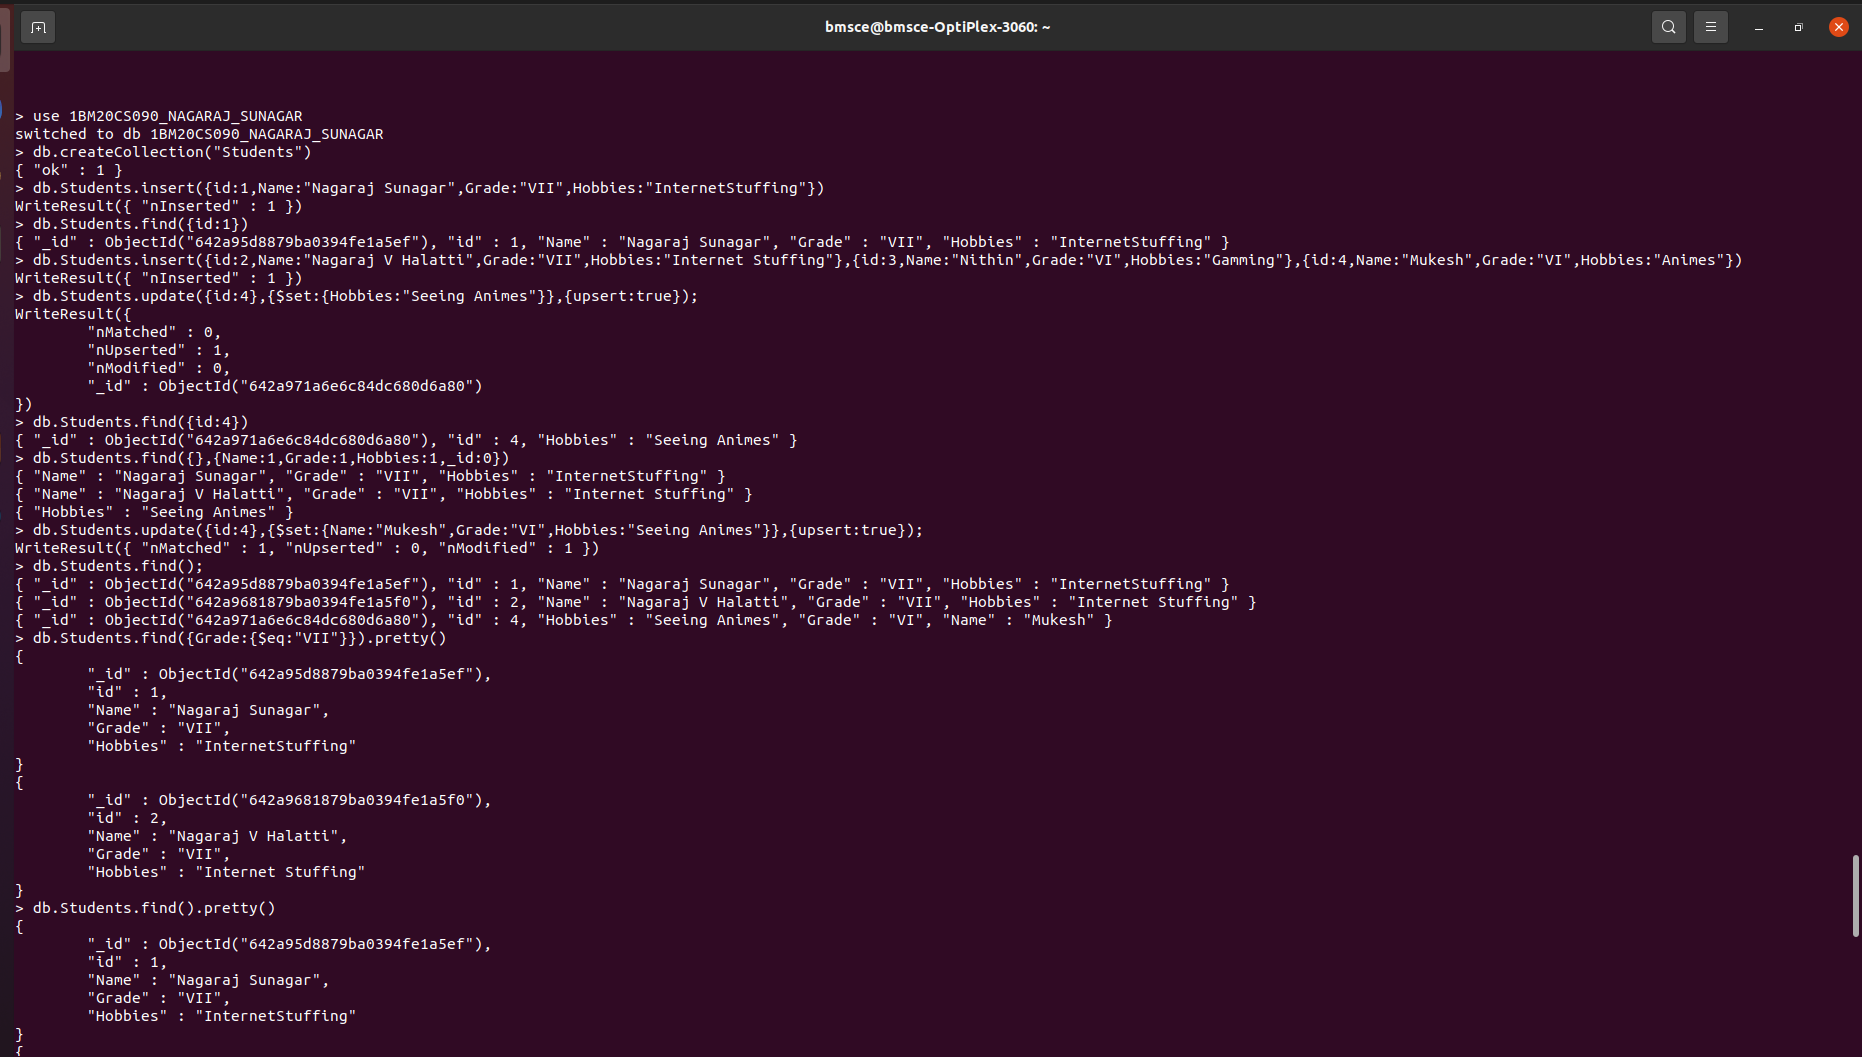 bmsce@bmsce-OptiPlex-3060: ~
> use 1BM20CS090_NAGARAJ_SUNAGAR
switched to db 1BM20CS090_NAGARAJ_SUNAGAR
> db.createCollection("Students")
{ "ok" : 1 }
> db.Students.insert({id:1,Name:"Nagaraj Sunagar",Grade:"VII",Hobbies:"InternetStuffing"})
WriteResult({ "nInserted" : 1 })
> db.Students.find({id:1})
{ "_id" : ObjectId("642a95d8879ba0394fe1a5ef"), "id" : 1, "Name" : "Nagaraj Sunagar", "Grade" : "VII", "Hobbies" : "InternetStuffing" }
> db.Students.insert({id:2,Name:"Nagaraj V Halatti",Grade:"VII",Hobbies:"Internet Stuffing"},{id:3,Name:"Nithin",Grade:"VI",Hobbies:"Gamming"},{id:4,Name:"Mukesh",Grade:"VI",Hobbies:"Animes"})
WriteResult({ "nInserted" : 1 })
> db.Students.update({id:4},{$set:{Hobbies:"Seeing Animes"}},{upsert:true});
WriteResult({
        "nMatched" : 0,
        "nUpserted" : 1,
        "nModified" : 0,
        "_id" : ObjectId("642a971a6e6c84dc680d6a80")
})
> db.Students.find({id:4})
{ "_id" : ObjectId("642a971a6e6c84dc680d6a80"), "id" : 4, "Hobbies" : "Seeing Animes" }
> db.Students.find({},{Name:1,Grade:1,Hobbies:1,_id:0})
{ "Name" : "Nagaraj Sunagar", "Grade" : "VII", "Hobbies" : "InternetStuffing" }
{ "Name" : "Nagaraj V Halatti", "Grade" : "VII", "Hobbies" : "Internet Stuffing" }
{ "Hobbies" : "Seeing Animes" }
> db.Students.update({id:4},{$set:{Name:"Mukesh",Grade:"VI",Hobbies:"Seeing Animes"}},{upsert:true});
WriteResult({ "nMatched" : 1, "nUpserted" : 0, "nModified" : 1 })
> db.Students.find();
{ "_id" : ObjectId("642a95d8879ba0394fe1a5ef"), "id" : 1, "Name" : "Nagaraj Sunagar", "Grade" : "VII", "Hobbies" : "InternetStuffing" }
{ "_id" : ObjectId("642a9681879ba0394fe1a5f0"), "id" : 2, "Name" : "Nagaraj V Halatti", "Grade" : "VII", "Hobbies" : "Internet Stuffing" }
{ "_id" : ObjectId("642a971a6e6c84dc680d6a80"), "id" : 4, "Hobbies" : "Seeing Animes", "Grade" : "VI", "Name" : "Mukesh" }
> db.Students.find({Grade:{$eq:"VII"}}).pretty()
{
        "_id" : ObjectId("642a95d8879ba0394fe1a5ef"),
        "id" : 1,
        "Name" : "Nagaraj Sunagar",
        "Grade" : "VII",
        "Hobbies" : "InternetStuffing"
}
{
        "_id" : ObjectId("642a9681879ba0394fe1a5f0"),
        "id" : 2,
        "Name" : "Nagaraj V Halatti",
        "Grade" : "VII",
        "Hobbies" : "Internet Stuffing"
}
> db.Students.find().pretty()
{
        "_id" : ObjectId("642a95d8879ba0394fe1a5ef"),
        "id" : 1,
        "Name" : "Nagaraj Sunagar",
        "Grade" : "VII",
        "Hobbies" : "InternetStuffing"
}
{